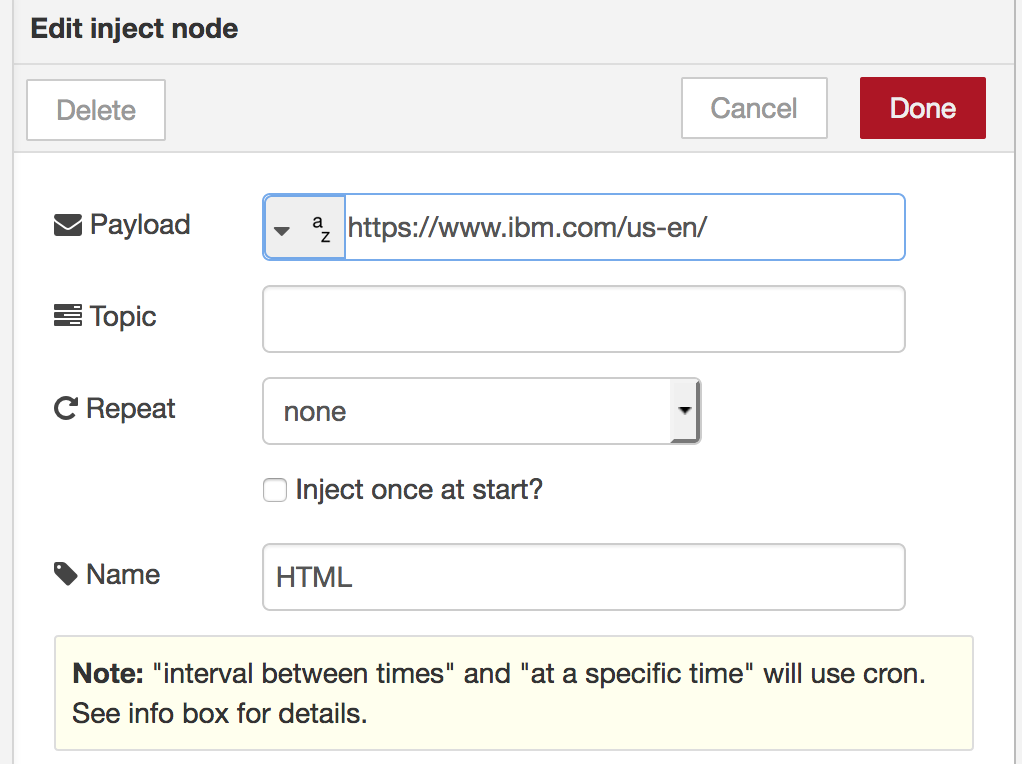 Edit inject node
Delete
Cancel
Done
Payload
a
z
https://www.ibm.com/us-en/
Topic
Repeat
none
Inject once at start?
Name
HTML
Note: "interval between times" and "at a specific time" will use cron.
See info box for details.